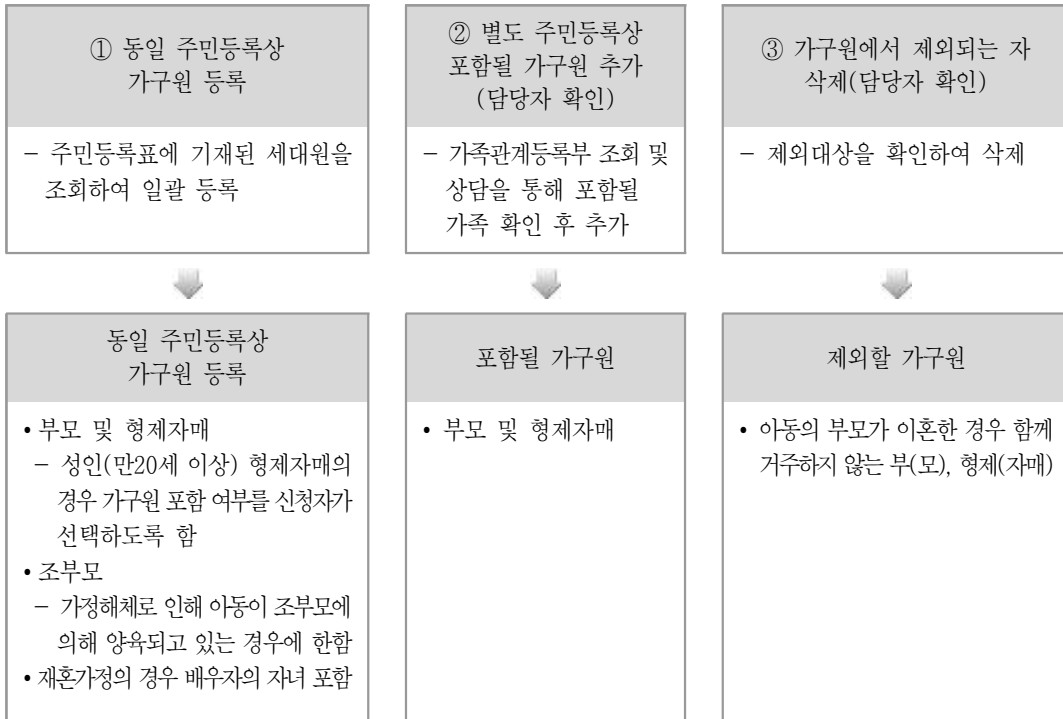 ① 동일 주민등록상
가구원 등록
− 주민등록표에 기재된 세대원을
조회하여 일괄 등록
② 별도 주민등록상
포함될 가구원 추가
(담당자 확인)
− 가족관계등록부 조회 및
상담을 통해 포함될
가족 확인 후 추가
③ 가구원에서 제외되는 자
삭제(담당자 확인)
− 제외대상을 확인하여 삭제
동일 주민등록상
가구원 등록
• 부모 및 형제자매
− 성인(만20세 이상) 형제자매의
경우 가구원 포함 여부를 신청자가
선택하도록 함
• 조부모
− 가정해체로 인해 아동이 조부모에
의해 양육되고 있는 경우에 한함
• 재혼가정의 경우 배우자의 자녀 포함
포함될 가구원
• 부모 및 형제자매
제외할 가구원
• 아동의 부모가 이혼한 경우 함께
거주하지 않는 부(모), 형제(자매)